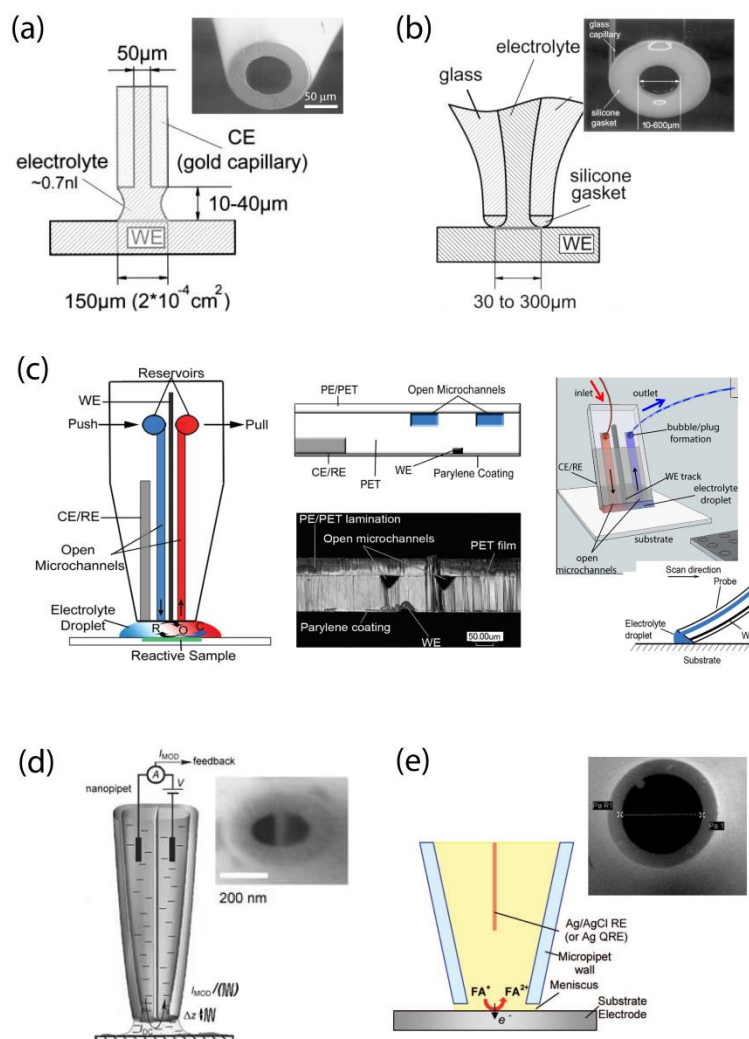 (a)
50µm
50 µm
CE
(gold capillary)
electrolyte
~0.7nl
10-40µm
WE
150µm (2*10⁻⁴cm²)
(b)
glass
capillary
electrolyte
glass
silicone
gasket
10-600µm
silicone
gasket
WE
30 to 300µm
(c)
Reservoirs
WE
Push
Pull
CE/RE
Open
Microchannels
Electrolyte
Droplet
R
O
C
Reactive Sample
PE/PET
Open Microchannels
CE/RE
PET
WE
Parylene Coating
PE/PET lamination
Open microchannels
PET film
Parylene coating
WE
50.00µm
inlet
outlet
bubble/plug
formation
CE/RE
WE track
electrolyte
droplet
open
microchannels
substrate
Scan direction
Probe
Electrolyte
droplet
W
Substrate
(d)
I_MOD
feedback
A
V
nanopipet
200 nm
I_MOD/
Δz
I_DC
(e)
Pa R1
Pa 1
Ag/AgCl RE
(or Ag QRE)
Micropipet
wall
FA⁺
FA²⁺
Meniscus
e⁻
Substrate
Electrode